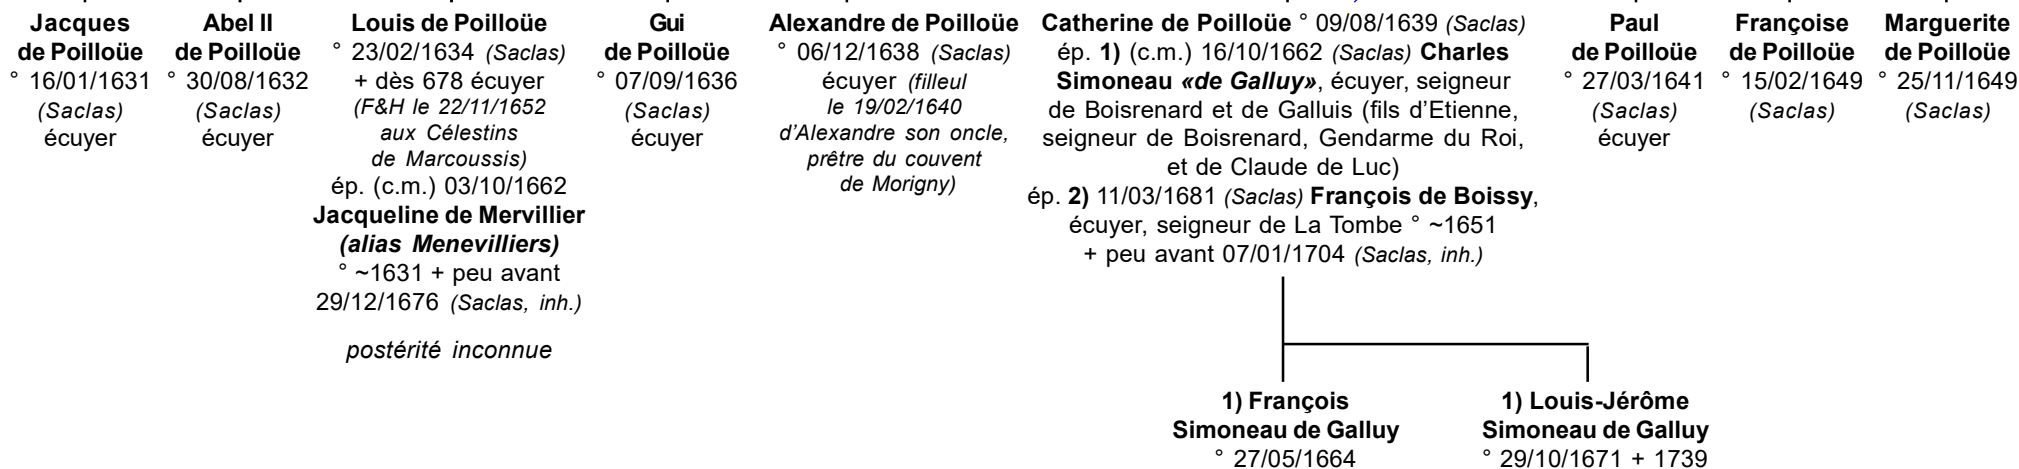 Jacques
de Poilloüe
° 16/01/1631
(Saclas)
écuyer
Abel II
de Poilloüe
° 30/08/1632
(Saclas)
écuyer
Louis de Poilloüe
° 23/02/1634 (Saclas)
+ dès 678 écuyer
(F&H le 22/11/1652
aux Célestins
de Marcoussis)
ép. (c.m.) 03/10/1662
Jacqueline de Mervillier
(alias Menevilliers)
° ~1631 + peu avant
29/12/1676 (Saclas, inh.)
postérité inconnue
Gui
de Poilloüe
° 07/09/1636
(Saclas)
écuyer
Alexandre de Poilloüe
° 06/12/1638 (Saclas)
écuyer (filleul
le 19/02/1640
d'Alexandre son oncle,
prêtre du couvent
de Morigny)
Catherine de Poilloüe ° 09/08/1639 (Saclas)
ép. 1) (c.m.) 16/10/1662 (Saclas) Charles
Simoneau «de Galluy», écuyer, seigneur
de Boisrenard et de Galluis (fils d'Etienne,
seigneur de Boisrenard, Gendarme du Roi,
et de Claude de Luc)
ép. 2) 11/03/1681 (Saclas) François de Boissy,
écuyer, seigneur de La Tombe ° ~1651
+ peu avant 07/01/1704 (Saclas, inh.)
Paul
de Poilloüe
° 27/03/1641
(Saclas)
écuyer
Françoise
de Poilloüe
° 15/02/1649
(Saclas)
Marguerite
de Poilloüe
° 25/11/1649
(Saclas)
1) François
Simoneau de Galluy
° 27/05/1664
1) Louis-Jérôme
Simoneau de Galluy
° 29/10/1671 + 1739